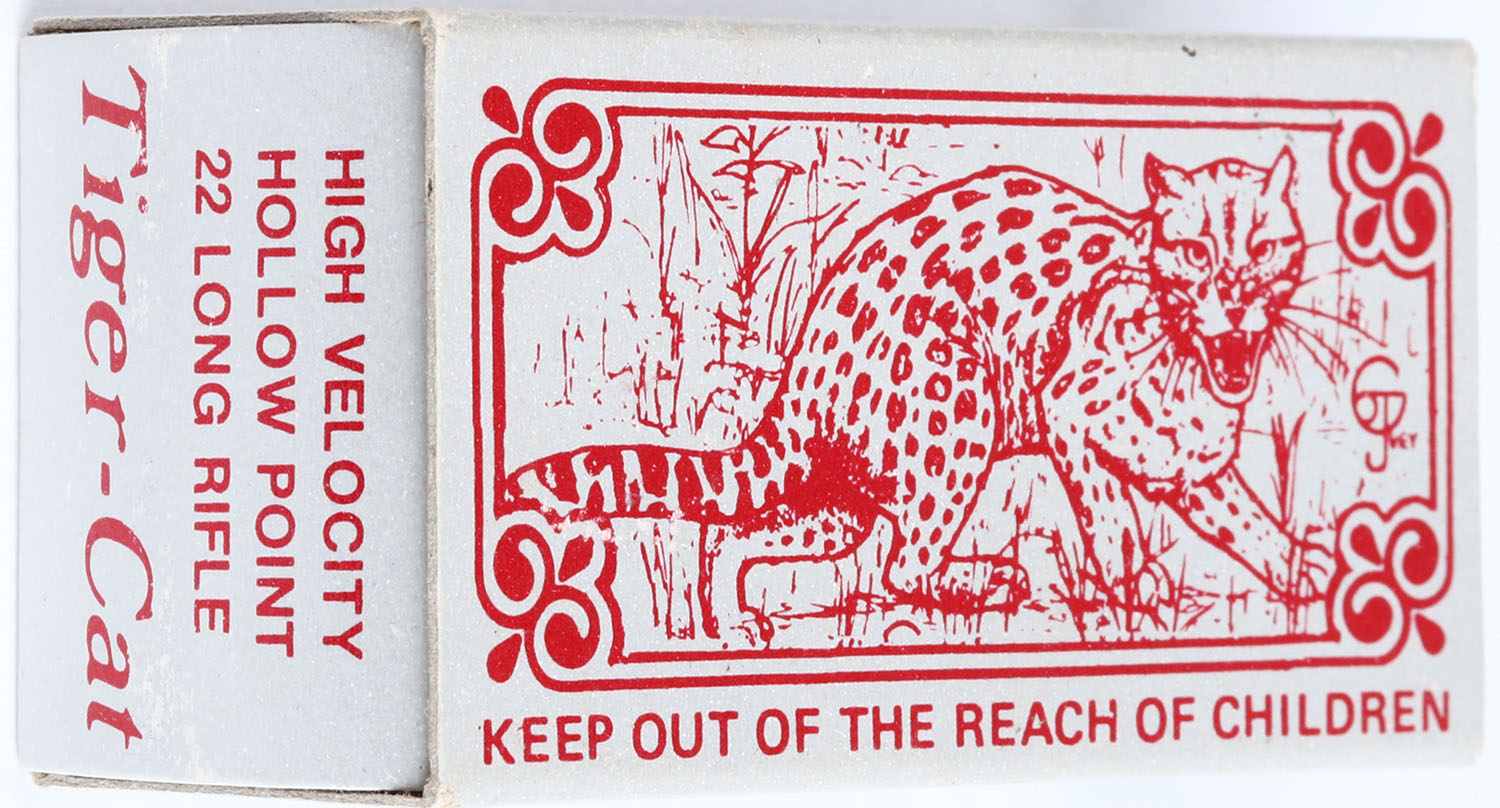 Tiger-Cat
HIGH VELOCITY
HOLLOW POINT
22 LONG RIFLE
KEEP OUT OF THE REACH OF CHILDREN